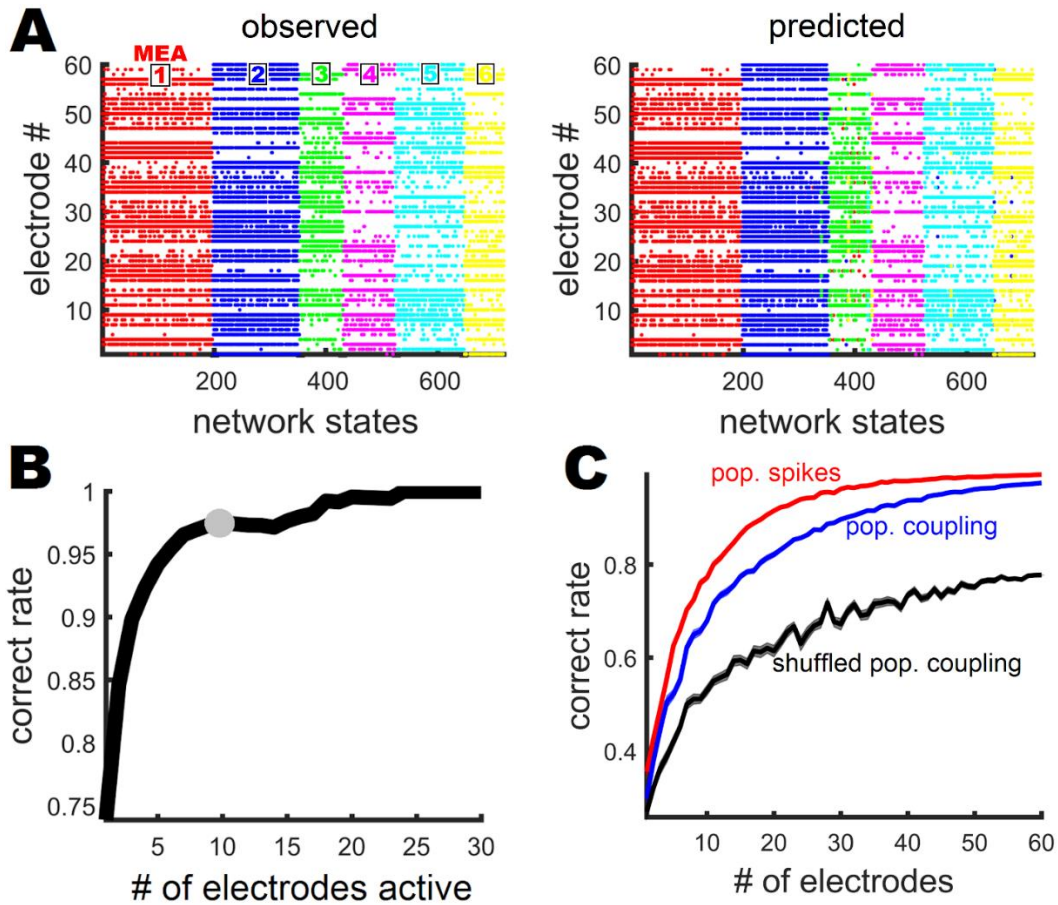 A
observed
predicted
MEA
1 2 3 4 5 6
60
50
40
30
20
10
electrode #
200 400 600
network states
60
50
40
30
20
10
electrode #
200 400 600
network states
B
1
0.95
0.9
0.85
0.8
0.75
correct rate
5 10 15 20 25 30
# of electrodes active
C
pop. spikes
pop. coupling
shuffled pop. coupling
0.8
0.6
0.4
correct rate
10 20 30 40 50 60
# of electrodes